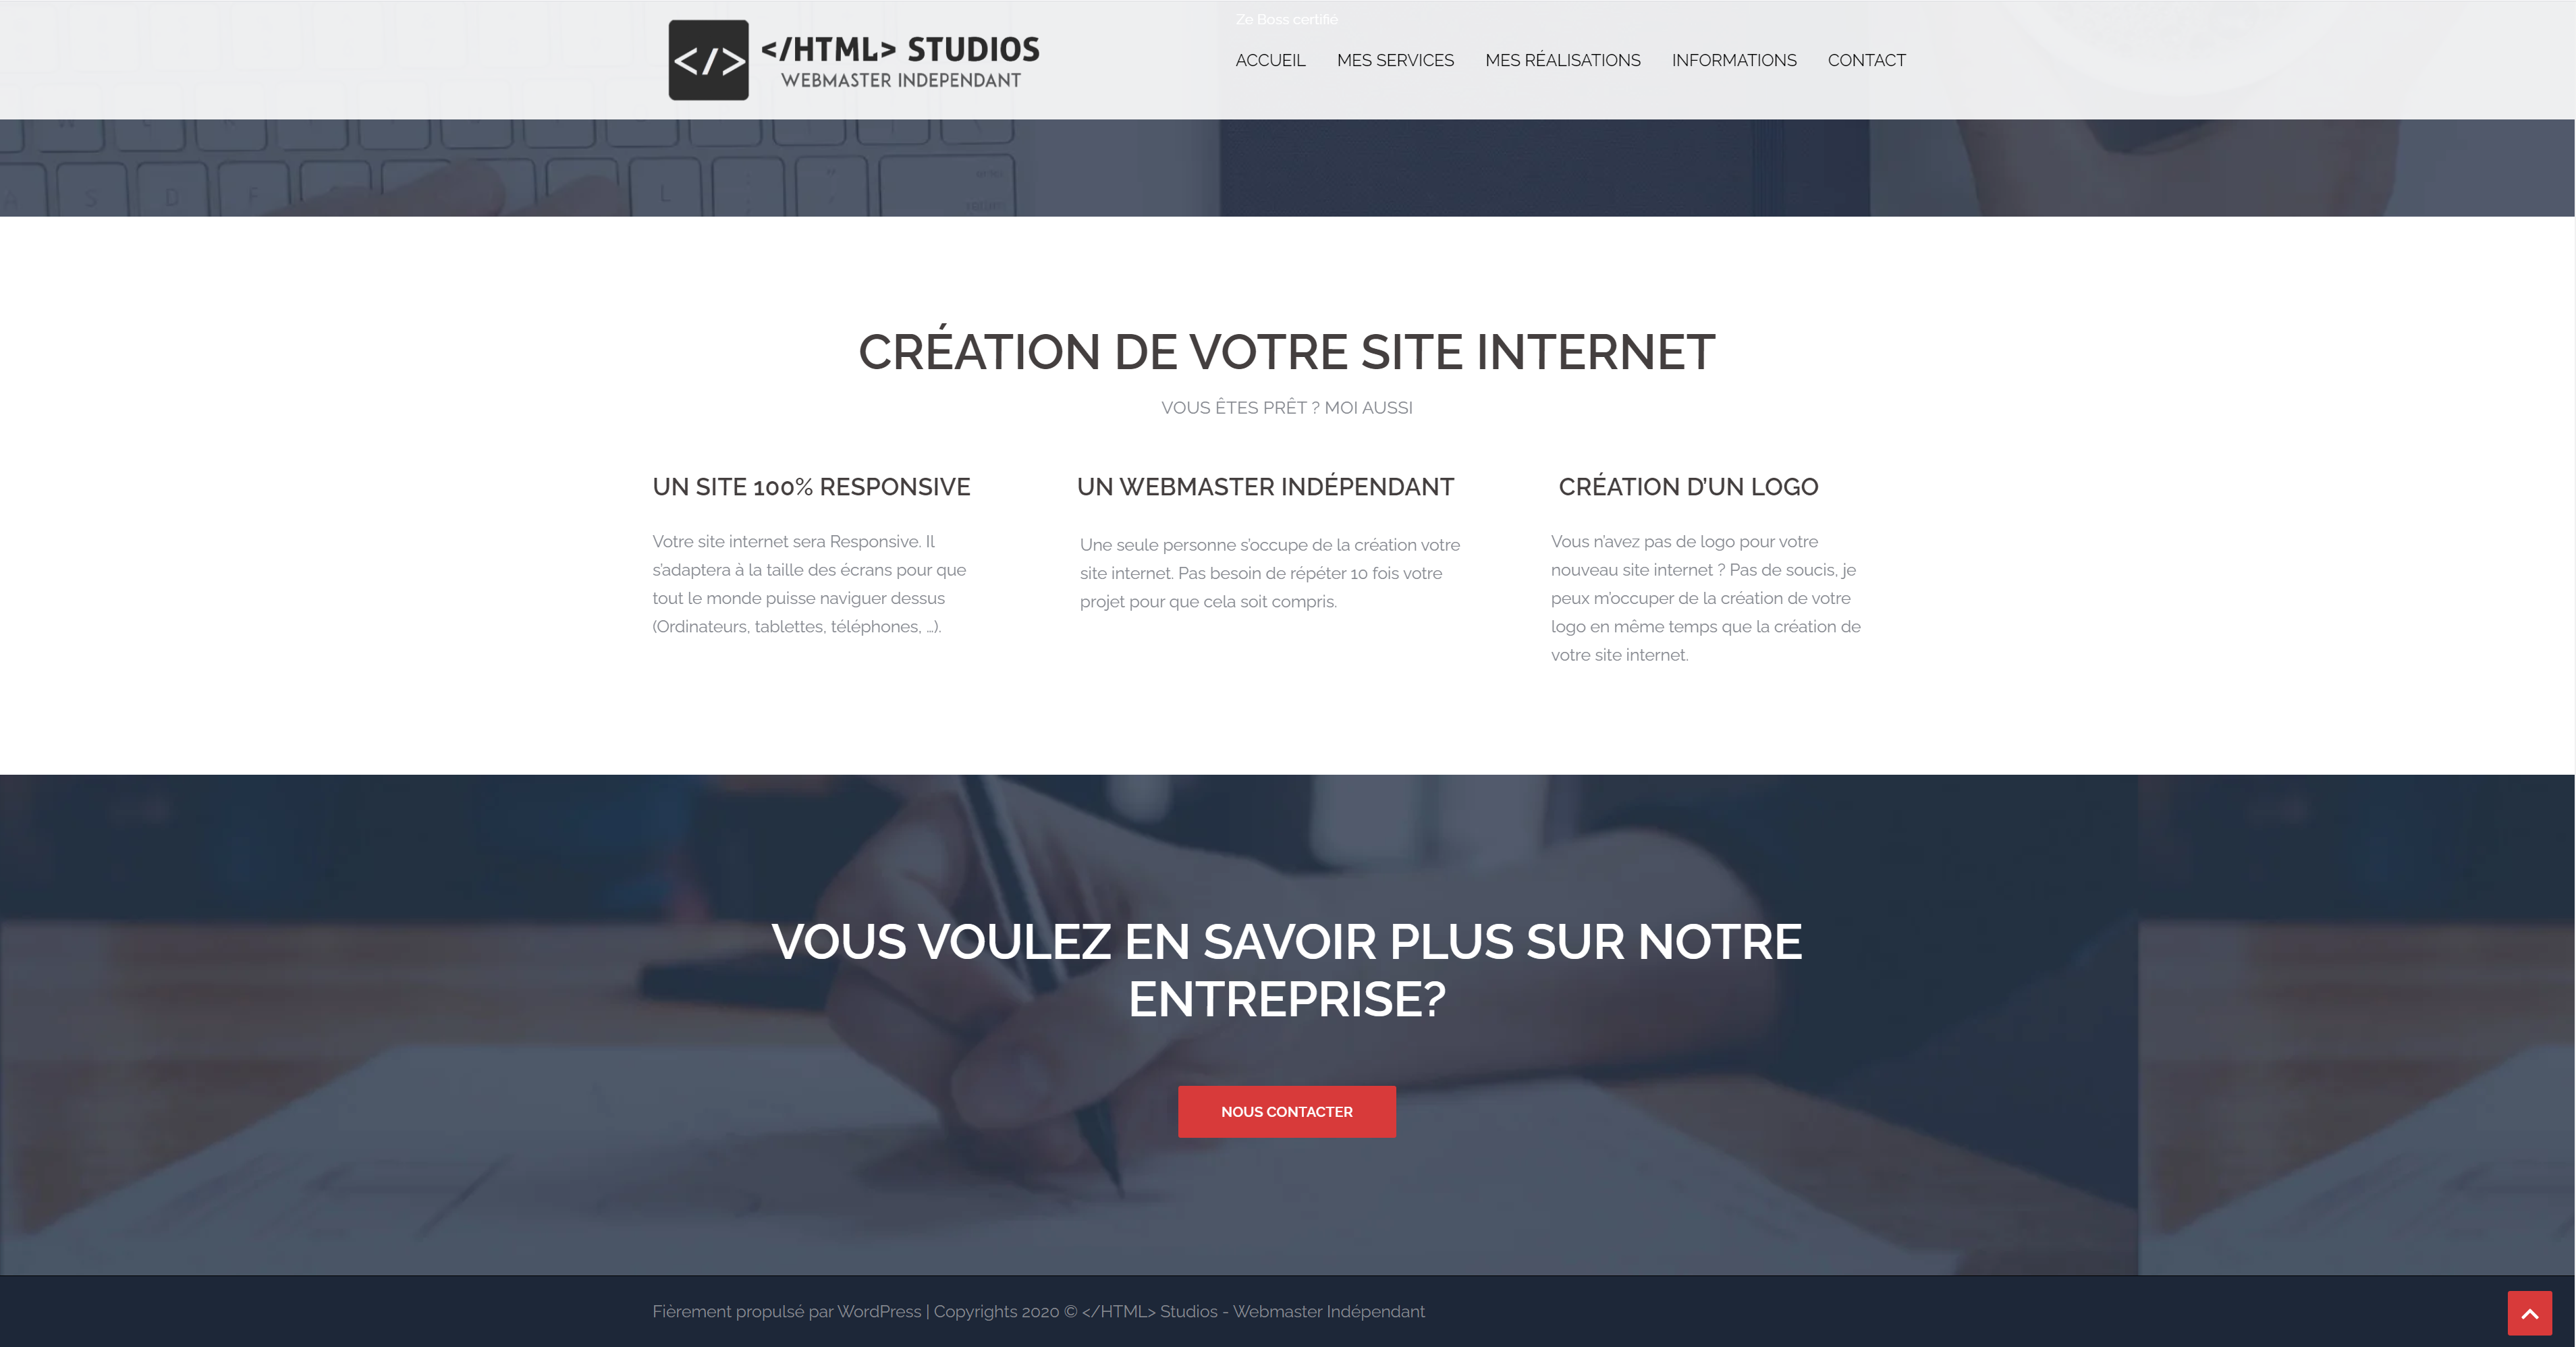 Ze Boss certifié
</HTML> STUDIOS
WEBMASTER INDEPENDANT
</>
ACCUEIL MES SERVICES MES RÉALISATIONS INFORMATIONS CONTACT
A S D F L
CRÉATION DE VOTRE SITE INTERNET
VOUS ÊTES PRÊT ? MOI AUSSI
UN SITE 100% RESPONSIVE
Votre site internet sera Responsive. Il
s'adaptera à la taille des écrans pour que
tout le monde puisse naviguer dessus
(Ordinateurs, tablettes, téléphones, …).
UN WEBMASTER INDÉPENDANT
Une seule personne s'occupe de la création votre
site internet. Pas besoin de répéter 10 fois votre
projet pour que cela soit compris.
CRÉATION D'UN LOGO
Vous n'avez pas de logo pour votre
nouveau site internet ? Pas de soucis, je
peux m'occuper de la création de votre
logo en même temps que la création de
votre site internet.
VOUS VOULEZ EN SAVOIR PLUS SUR NOTRE
ENTREPRISE?
NOUS CONTACTER
Fièrement propulsé par WordPress | Copyrights 2020 © </HTML> Studios - Webmaster Indépendant